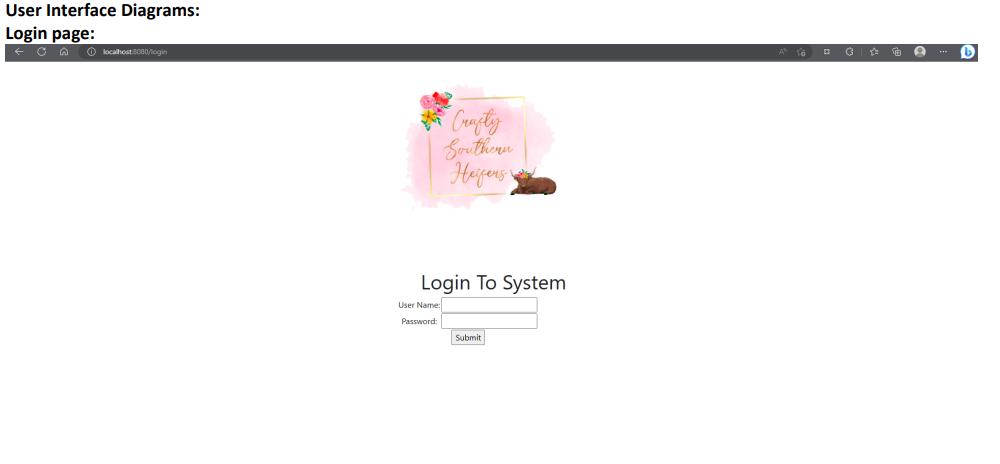 User Interface Diagrams:
Login page:
localhost:8080/login
Crafty
Southern
Heifers
Login To System
User Name:
Password:
Submit